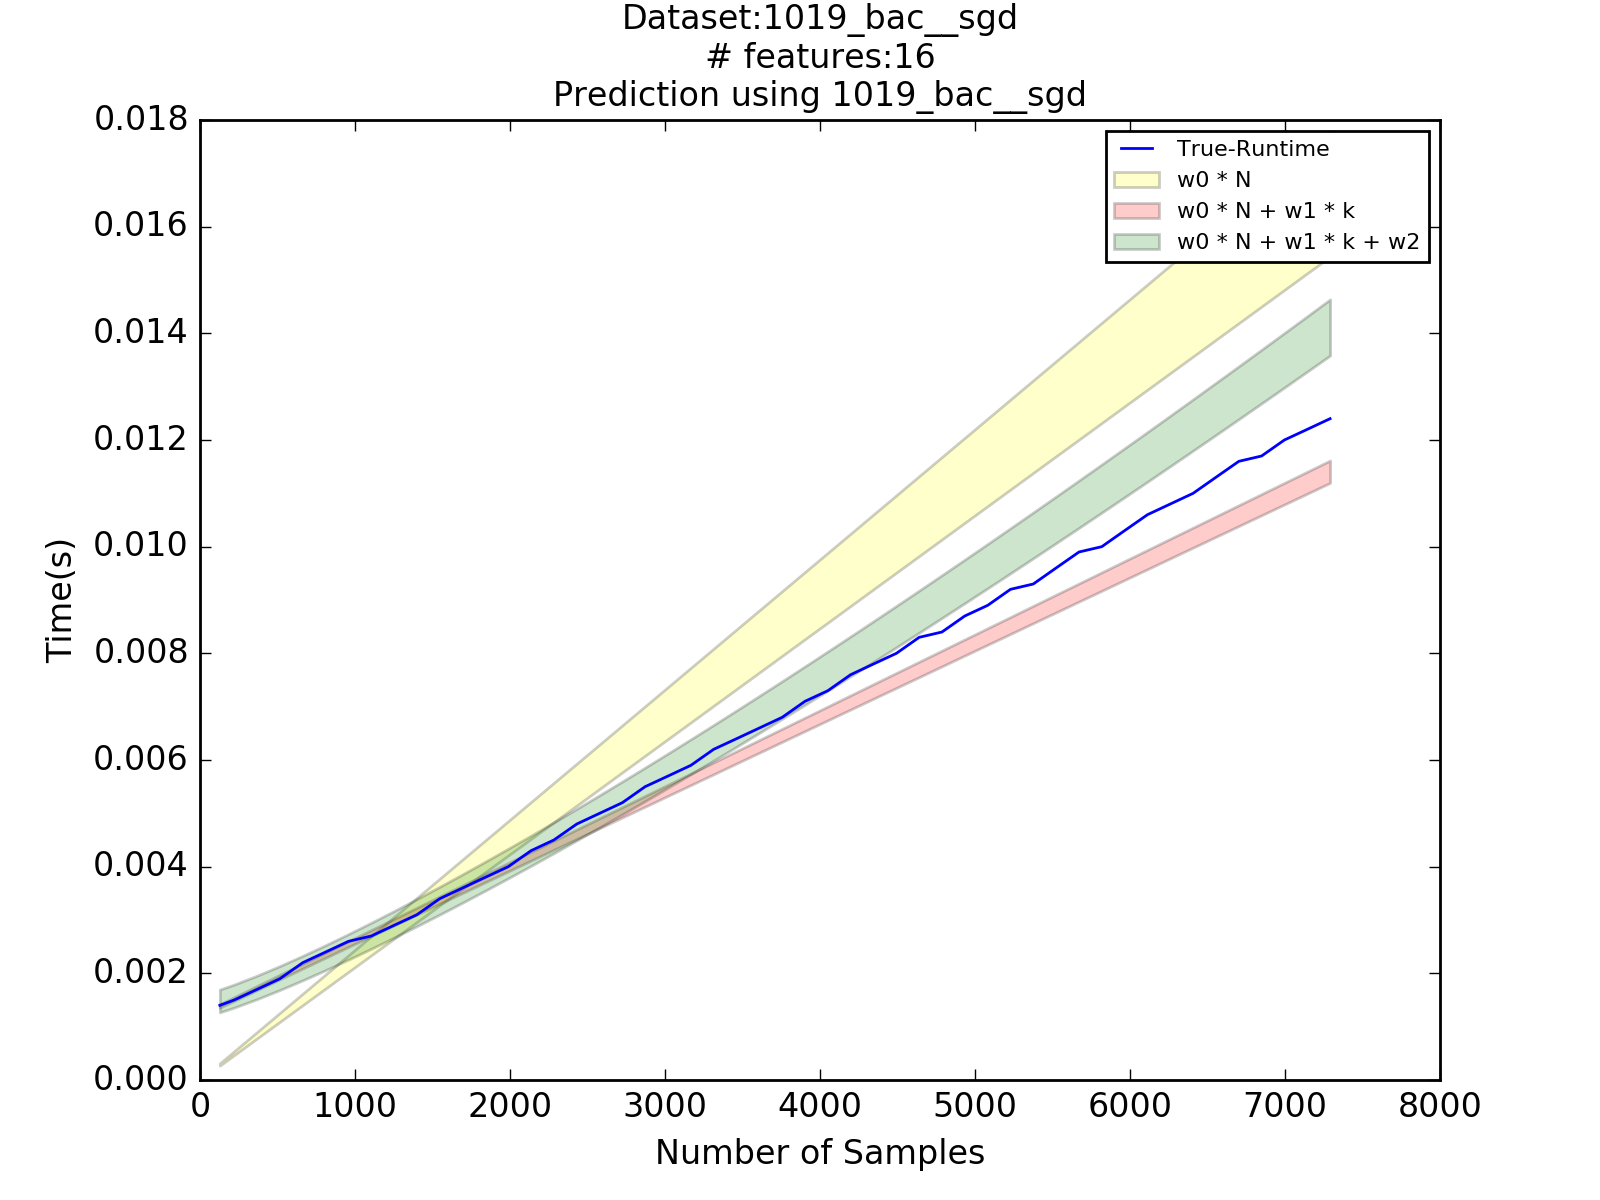 Dataset:1019_bac__sgd
# features:16
Prediction using 1019_bac__sgd
0.018
0.016
0.014
0.012
0.010
0.008
0.006
0.004
0.002
0.000
Time(s)
True-Runtime
w0 * N
w0 * N + w1 * k
w0 * N + w1 * k + w2
0 1000 2000 3000 4000 5000 6000 7000 8000
Number of Samples